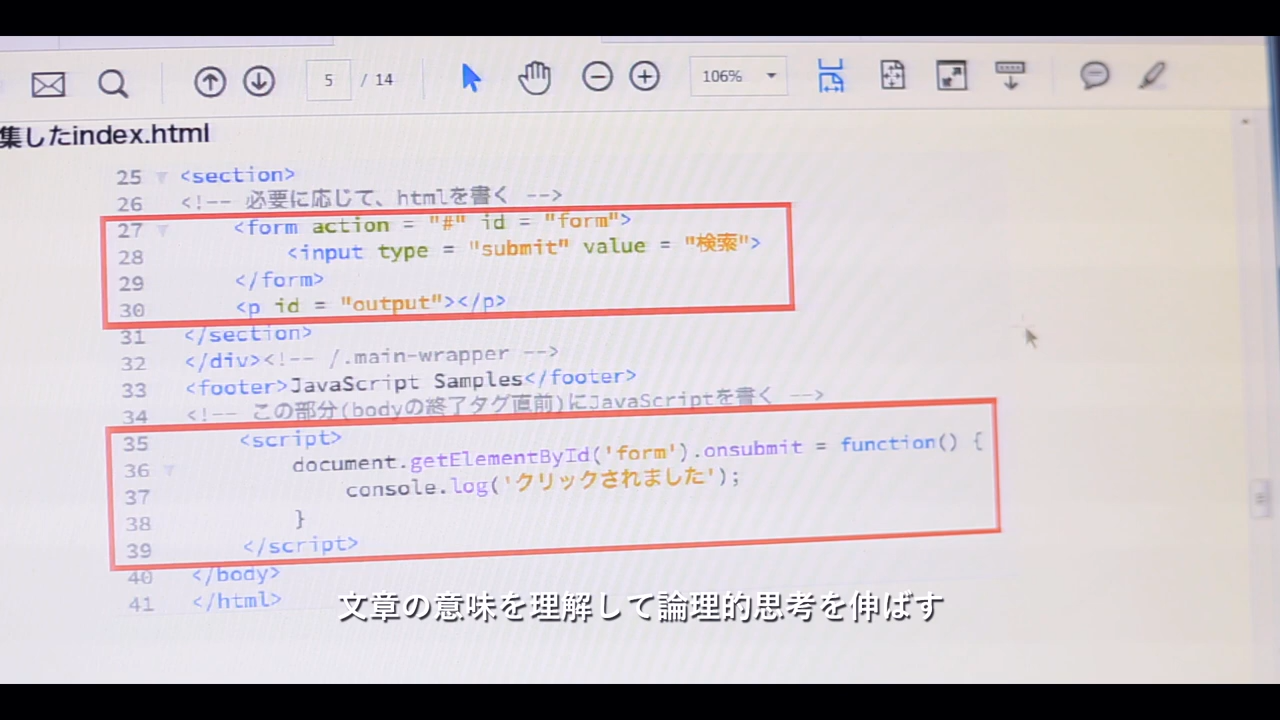 5 / 14
106%
集したindex.html
25 <section>
26 <!-- 必要に応じて、htmlを書く -->
27 <form action = "#" id = "form">
28 <input type = "submit" value = "検索">
29 </form>
30 <p id = "output"></p>
31 </section>
32 </div><!-- /.main-wrapper -->
33 <footer>JavaScript Samples</footer>
34 <!-- この部分(bodyの終了タグ直前)にJavaScriptを書く -->
35 <script>
36 document.getElementById('form').onsubmit = function() {
37 console.log('クリックされました');
38 }
39 </script>
40 </body>
41 </html>
文章の意味を理解して論理的思考を伸ばす